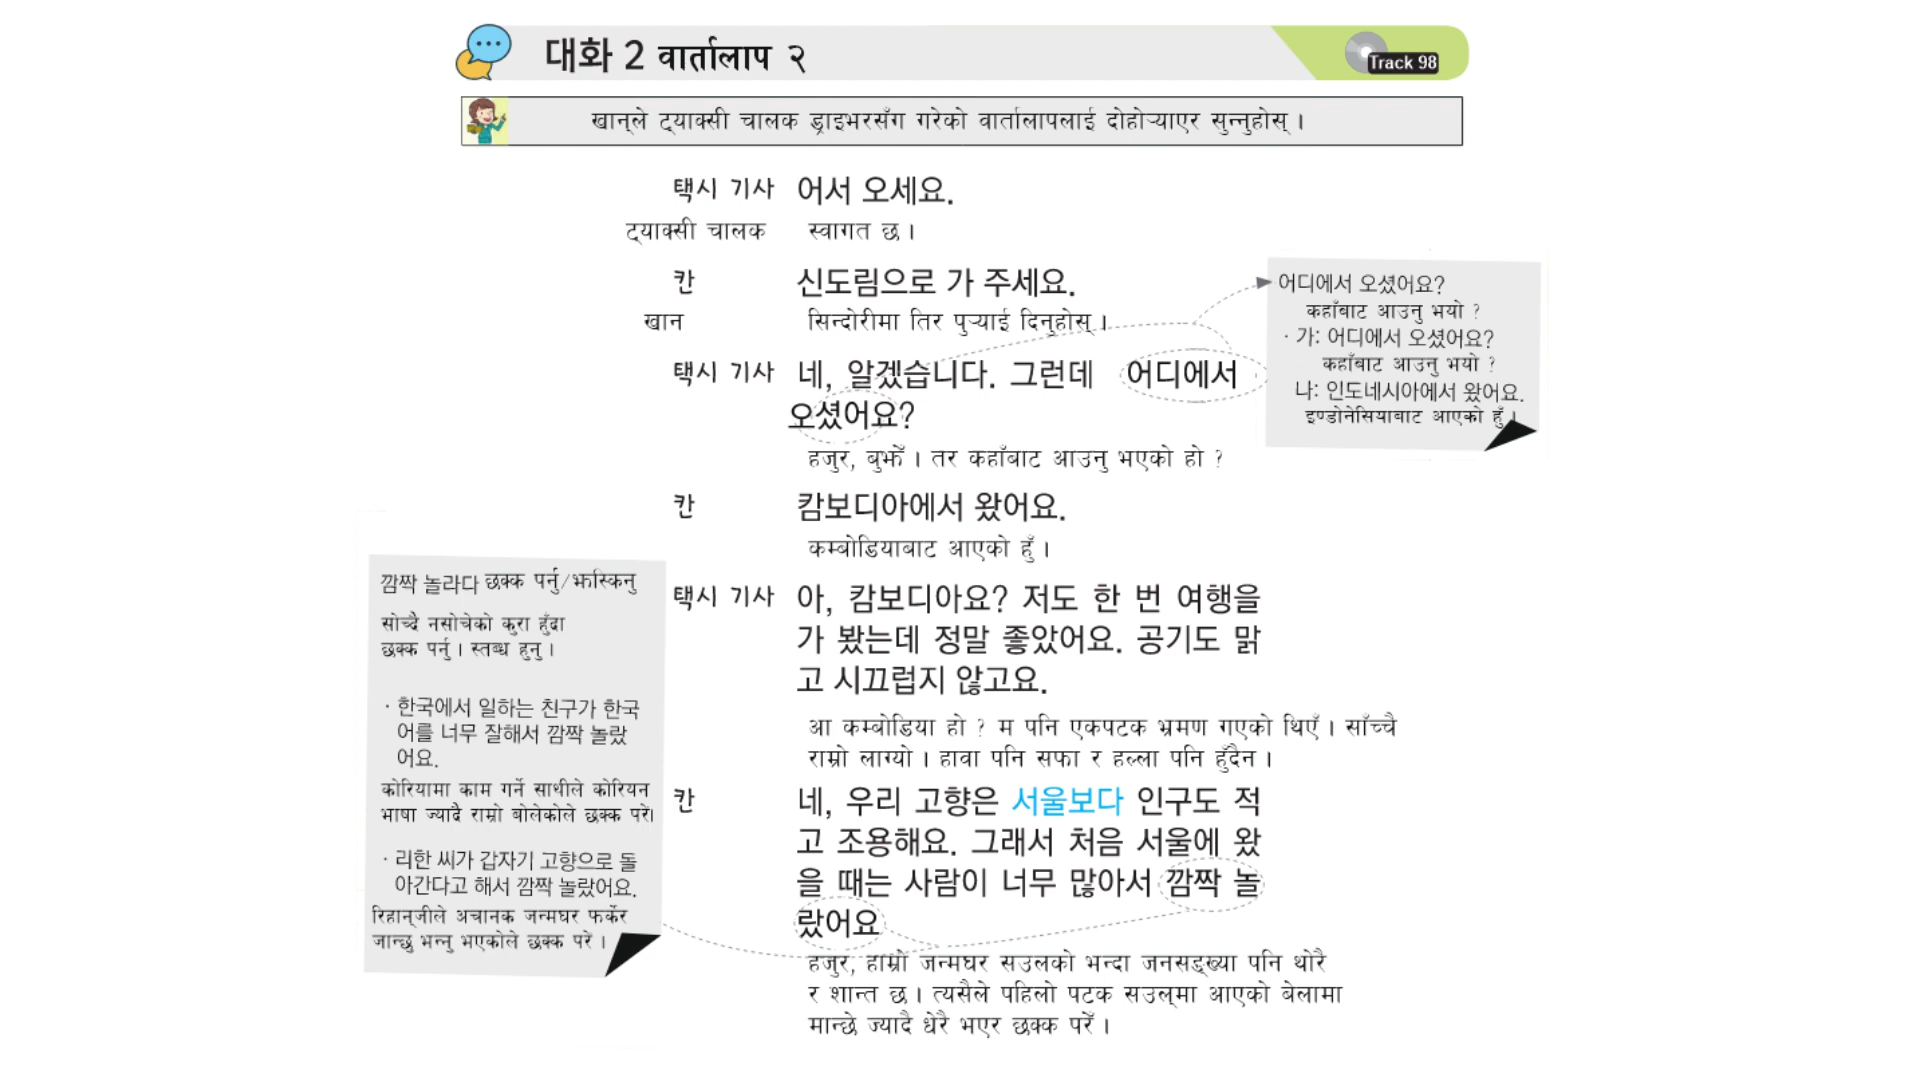 대화 2 वार्तालाप २
Track 98
खान्ले ट्याक्सी चालक ड्राइभरसँग गरेको वार्तालापलाई दोहोऱ्याएर सुन्नुहोस् ।
택시 기사 어서 오세요.
ट्याक्सी चालक स्वागत छ ।
칸 신도림으로 가 주세요.
खान सिन्दोरीमा तिर पुऱ्याई दिनुहोस् ।
택시 기사 네, 알겠습니다. 그런데 어디에서
오셨어요?
हजुर, बुझेँ । तर कहाँबाट आउनु भएको हो ?
칸 캄보디아에서 왔어요.
कम्बोडियाबाट आएको हुँ ।
택시 기사 아, 캄보디아요? 저도 한 번 여행을
가 봤는데 정말 좋았어요. 공기도 맑
고 시끄럽지 않고요.
आ कम्बोडिया हो ? म पनि एकपटक भ्रमण गएको थिएँ । साँच्चै
राम्रो लाग्यो । हावा पनि सफा र हल्ला पनि हुँदैन ।
칸 네, 우리 고향은 서울보다 인구도 적
고 조용해요. 그래서 처음 서울에 왔
을 때는 사람이 너무 많아서 깜짝 놀
랐어요
हजुर, हाम्रो जन्मघर सउलको भन्दा जनसङ्ख्या पनि थोरै
र शान्त छ । त्यसैले पहिलो पटक सउल्मा आएको बेलामा
मान्छे ज्यादै धेरै भएर छक्क परेँ ।
어디에서 오셨어요?
कहाँबाट आउनु भयो ?
· 가: 어디에서 오셨어요?
कहाँबाट आउनु भयो ?
나: 인도네시아에서 왔어요.
इण्डोनेसियाबाट आएको हुँ ।
깜짝 놀라다 छक्क पर्नु/झस्किनु
सोच्दै नसोचेको कुरा हुँदा
छक्क पर्नु । स्तब्ध हुनु ।
· 한국에서 일하는 친구가 한국
어를 너무 잘해서 깜짝 놀랐
어요.
कोरियामा काम गर्ने साथीले कोरियन
भाषा ज्यादै राम्रो बोलेकोले छक्क परेँ।
· 리한 씨가 갑자기 고향으로 돌
아간다고 해서 깜짝 놀랐어요.
रिहान्जीले अचानक जन्मघर फर्केर
जान्छु भन्नु भएकोले छक्क परेँ ।